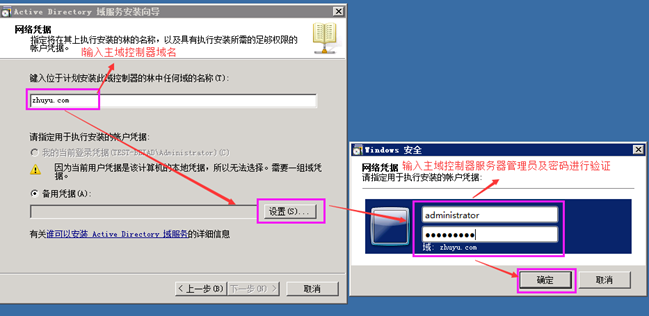 Active Directory 域服务安装向导
网络凭据
指定将在其上执行安装的林的名称，以及具有执行安装所需的足够权限的
帐户凭据。
输入主域控制器域名
键入位于计划安装此域控制器的林中任何域的名称(T):
zhuyu.com
请指定用于执行安装的帐户凭据:
我的当前登录凭据(TEST-BEIAD\Administrator)(C)
因为当前用户凭据是该计算机的本地凭据，所以无法选择。需要一组域凭
据。
备用凭据(A):
设置(S)...
有关谁可以安装 Active Directory 域服务的详细信息
< 上一步(B)
下一步(N) >
取消
Windows 安全
网络凭据
输入主域控制器服务器管理员及密码进行验证
请指定用于执行安装的帐户凭据:
administrator
●●●●●●●●●
域: zhuyu.com
确定
取消